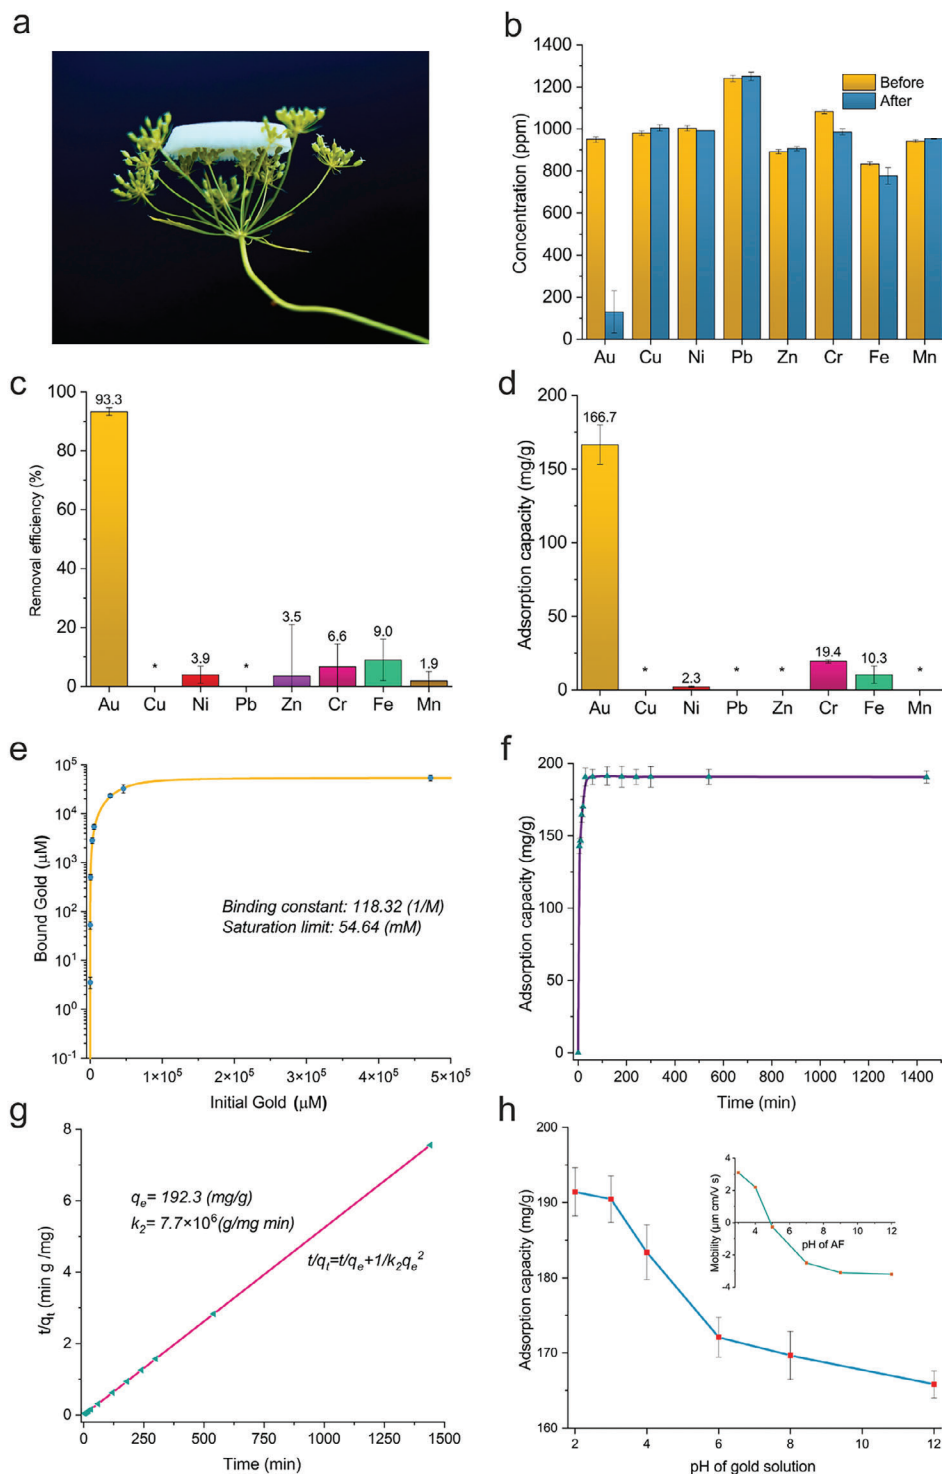 a
b
1400
1200
1000
800
600
400
200
0
Concentration (ppm)
Before
After
Au Cu Ni Pb Zn Cr Fe Mn
c
100
80
60
40
20
0
Removal efficiency (%)
93.3
*
3.9
*
3.5
6.6
9.0
1.9
Au Cu Ni Pb Zn Cr Fe Mn
d
200
150
100
50
0
Adsorption capacity (mg/g)
166.7
*
2.3
*
*
19.4
10.3
*
Au Cu Ni Pb Zn Cr Fe Mn
e
10⁵
10⁴
10³
10²
10¹
10⁰
10⁻¹
Bound Gold (μM)
Binding constant: 118.32 (1/M)
Saturation limit: 54.64 (mM)
0 1×10⁵ 2×10⁵ 3×10⁵ 4×10⁵ 5×10⁵
Initial Gold (μM)
f
200
150
100
50
0
Adsorption capacity (mg/g)
0 200 400 600 800 1000 1200 1400
Time (min)
g
8
6
4
2
0
t/qₜ (min g /mg)
qₑ= 192.3 (mg/g)
k₂= 7.7×10⁶(g/mg min)
t/qₜ=t/qₑ+1/k₂qₑ²
0 250 500 750 1000 1250 1500
Time (min)
h
200
190
180
170
160
Adsorption capacity (mg/g)
4
2
0
-2
-4
Mobility (μm cm/V s)
4 6 8 10 12
pH of AF
2 4 6 8 10 12
pH of gold solution